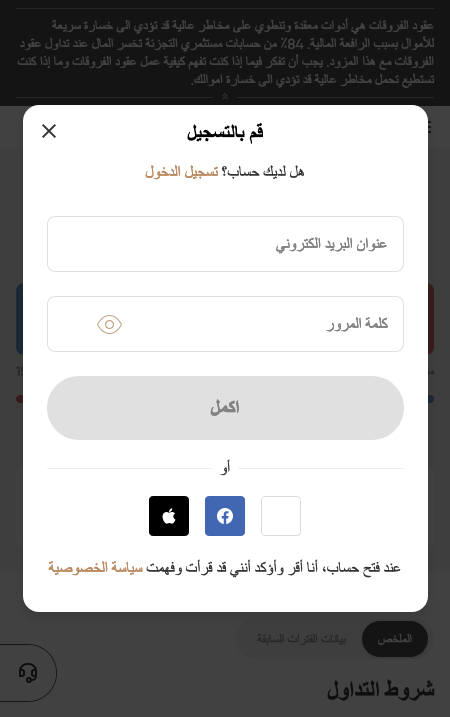 عقود الفروقات هي أدوات معقدة وتنطوي على مخاطر عالية قد تؤدي الى خسارة سريعة
للأموال بسبب الرافعة المالية. 84٪ من حسابات مستثمري التجزئة تخسر المال عند تداول عقود
الفروقات مع هذا المزود. يجب أن تفكر فيما إذا كنت تفهم كيفية عمل عقود الفروقات وما إذا كنت
تستطيع تحمل مخاطر عالية قد تؤدي الى خسارة اموالك.
قم بالتسجيل
هل لديك حساب؟ تسجيل الدخول
عنوان البريد الكتروني
كلمة المرور
اكمل
أو
عند فتح حساب، أنا أقر وأؤكد أنني قد قرأت وفهمت سياسة الخصوصية
الملخص
بيانات الفترات السابقة
شروط التداول